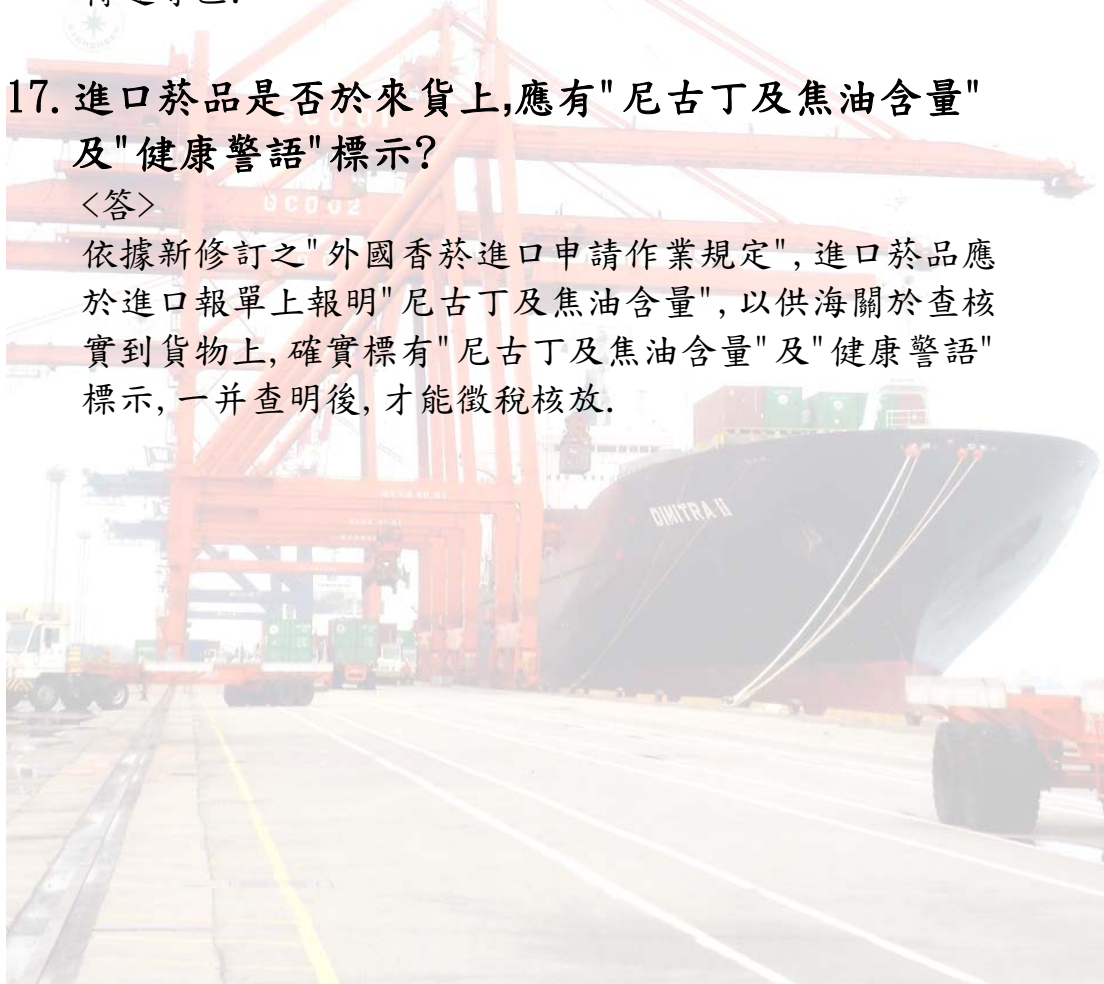 17. 進口菸品是否於來貨上,應有"尼古丁及焦油含量"
及"健康警語"標示?
<答>
依據新修訂之"外國香菸進口申請作業規定", 進口菸品應
於進口報單上報明"尼古丁及焦油含量", 以供海關於查核
實到貨物上, 確實標有"尼古丁及焦油含量"及"健康警語"
標示, 一并查明後, 才能徵稅核放.
GC001
GC002
DIMITRA II